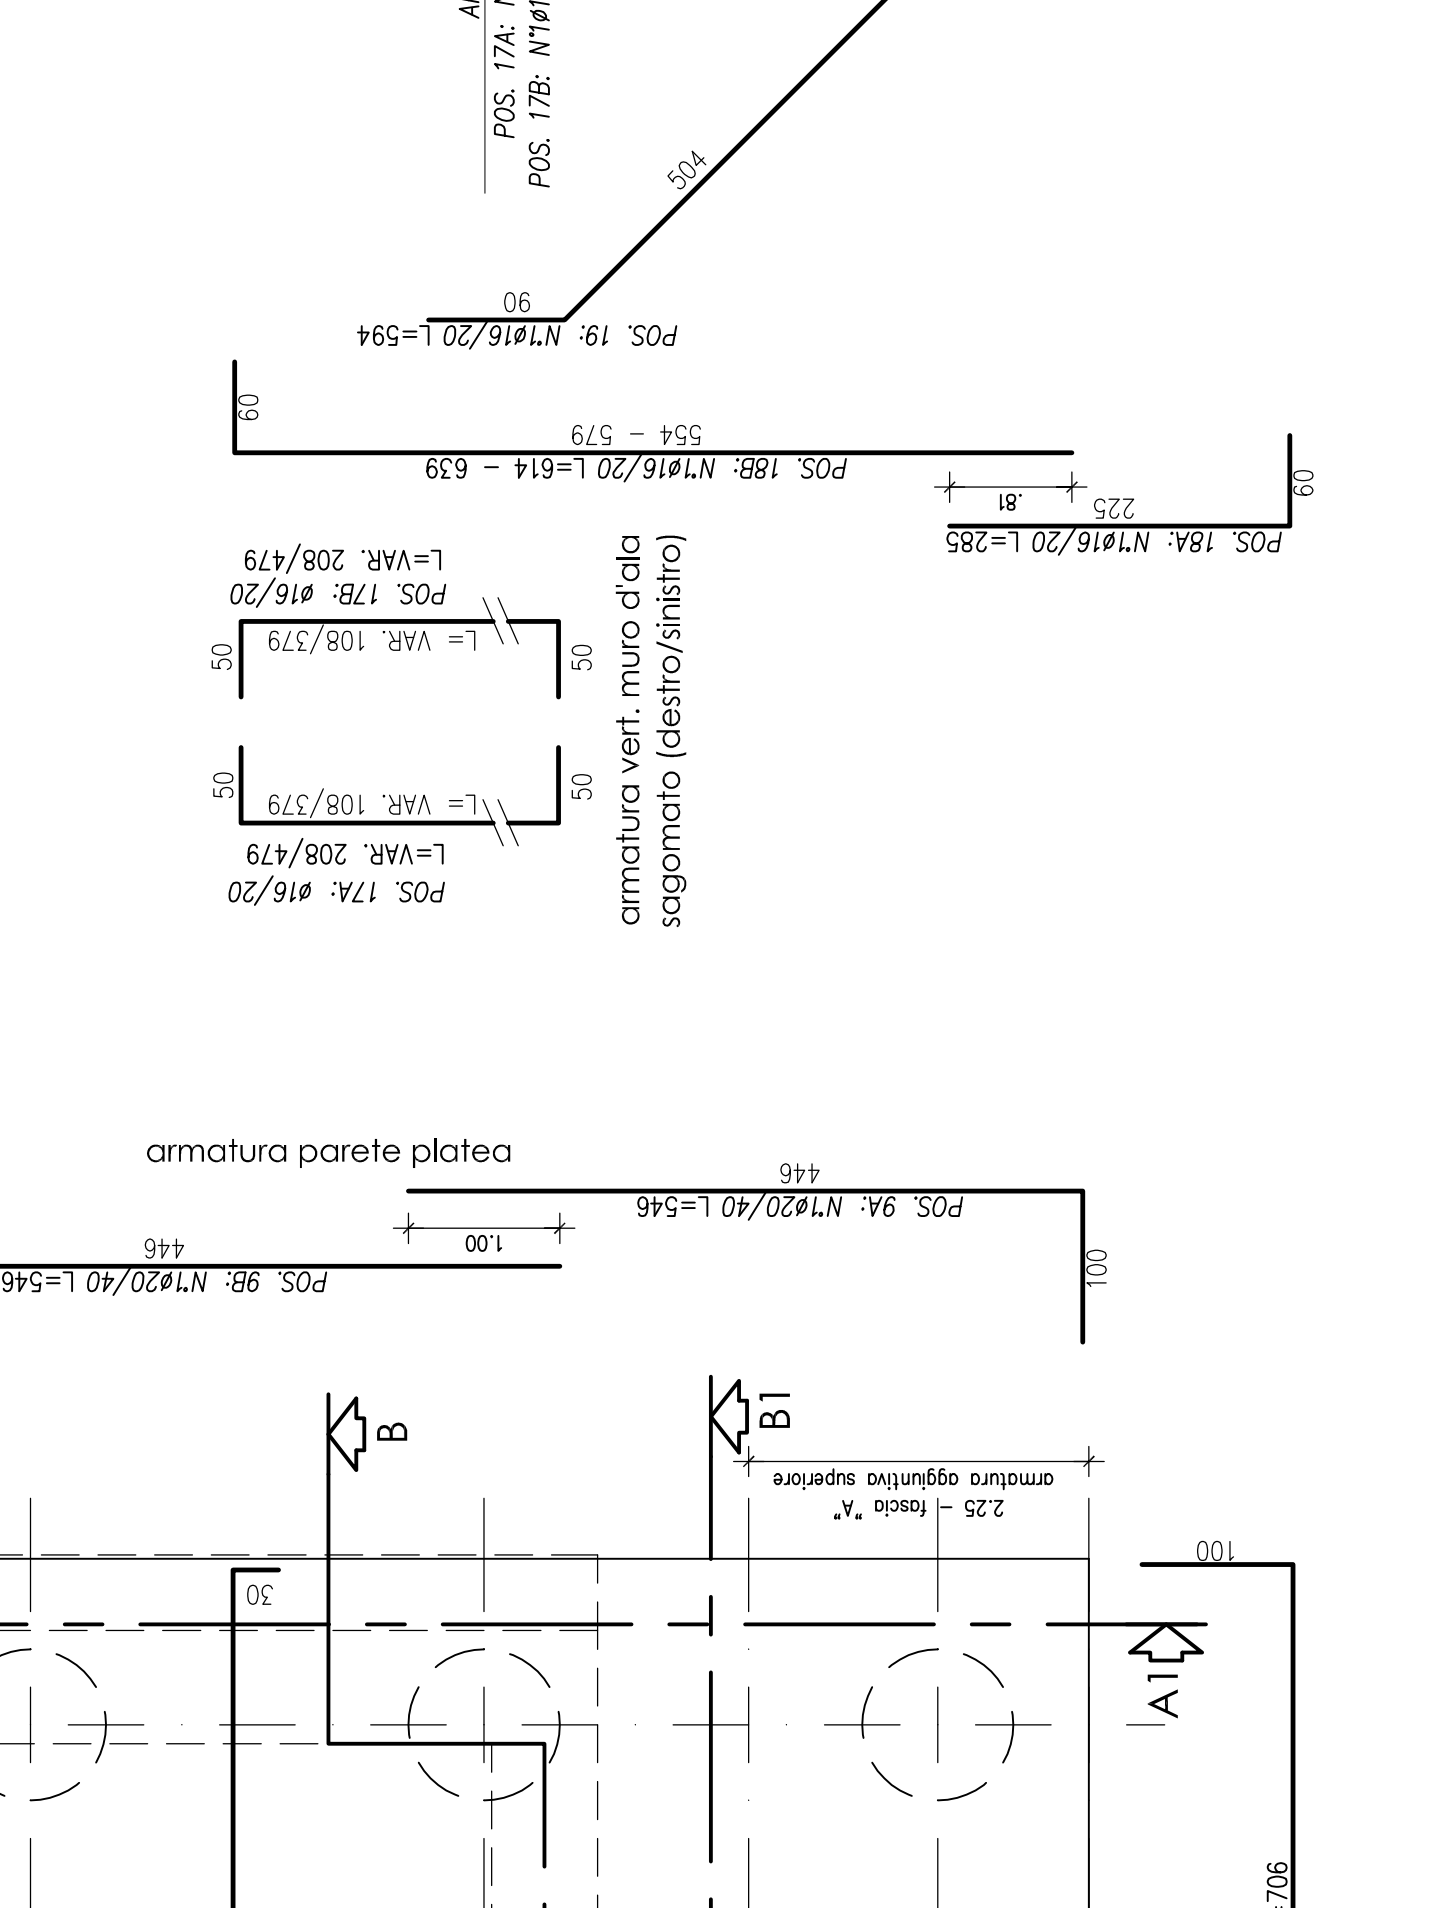 POS. 17A:
POS. 17B: N°1ø1
504
90
POS. 19: N°1ø16/20 L=594
60
554 - 579
POS. 18B: N°1ø16/20 L=614 - 639
.81
225
60
POS. 18A: N°1ø16/20 L=285
L=VAR. 208/479
POS. 17B: ø16/20
L= VAR. 108/379
50
50
50
50
L= VAR. 108/379
L=VAR. 208/479
POS. 17A: ø16/20
armatura vert. muro d'ala
sagomato (destro/sinistro)
armatura parete platea
446
POS. 9A: N°1ø20/40 L=546
1.00
446
POS. 9B: N°1ø20/40 L=546
100
B
B1
2.25 - fascia "A"
armatura aggiuntiva superiore
100
30
A1
=706